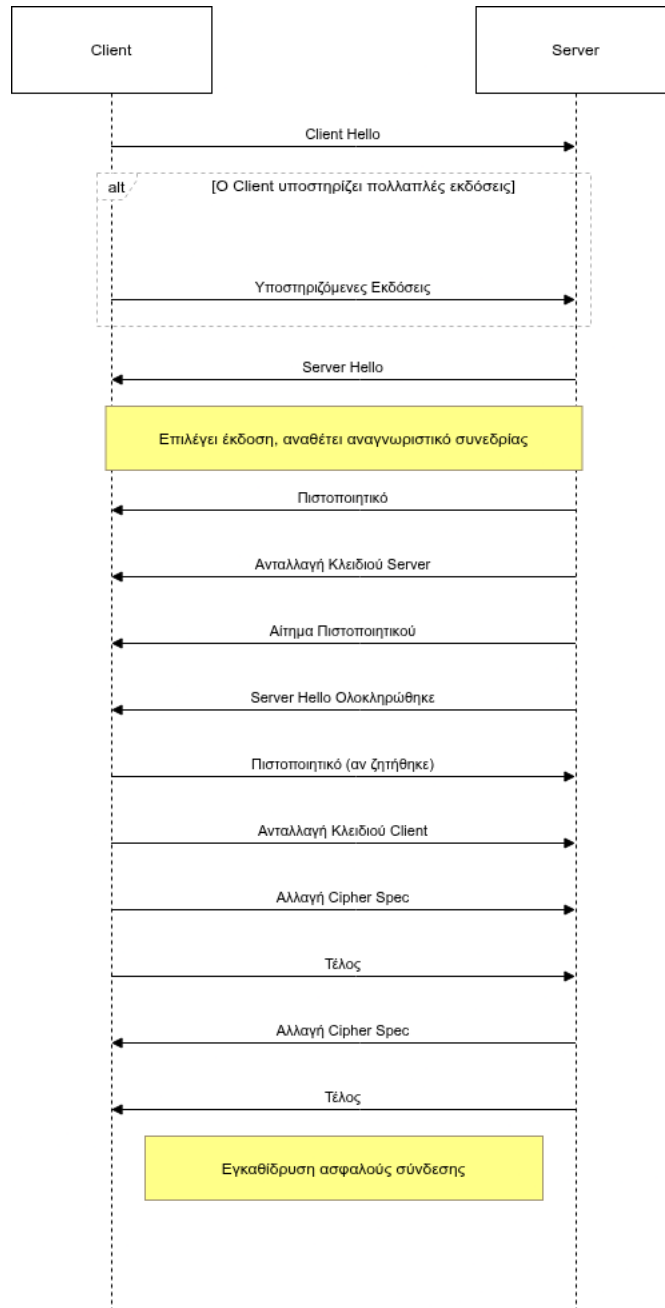 Client
Server
Client Hello
alt
[Ο Client υποστηρίζει πολλαπλές εκδόσεις]
Υποστηριζόμενες Εκδόσεις
Server Hello
Επιλέγει έκδοση, αναθέτει αναγνωριστικό συνεδρίας
Πιστοποιητικό
Ανταλλαγή Κλειδιού Server
Αίτημα Πιστοποιητικού
Server Hello Ολοκληρώθηκε
Πιστοποιητικό (αν ζητήθηκε)
Ανταλλαγή Κλειδιού Client
Αλλαγή Cipher Spec
Τέλος
Αλλαγή Cipher Spec
Τέλος
Εγκαθίδρυση ασφαλούς σύνδεσης